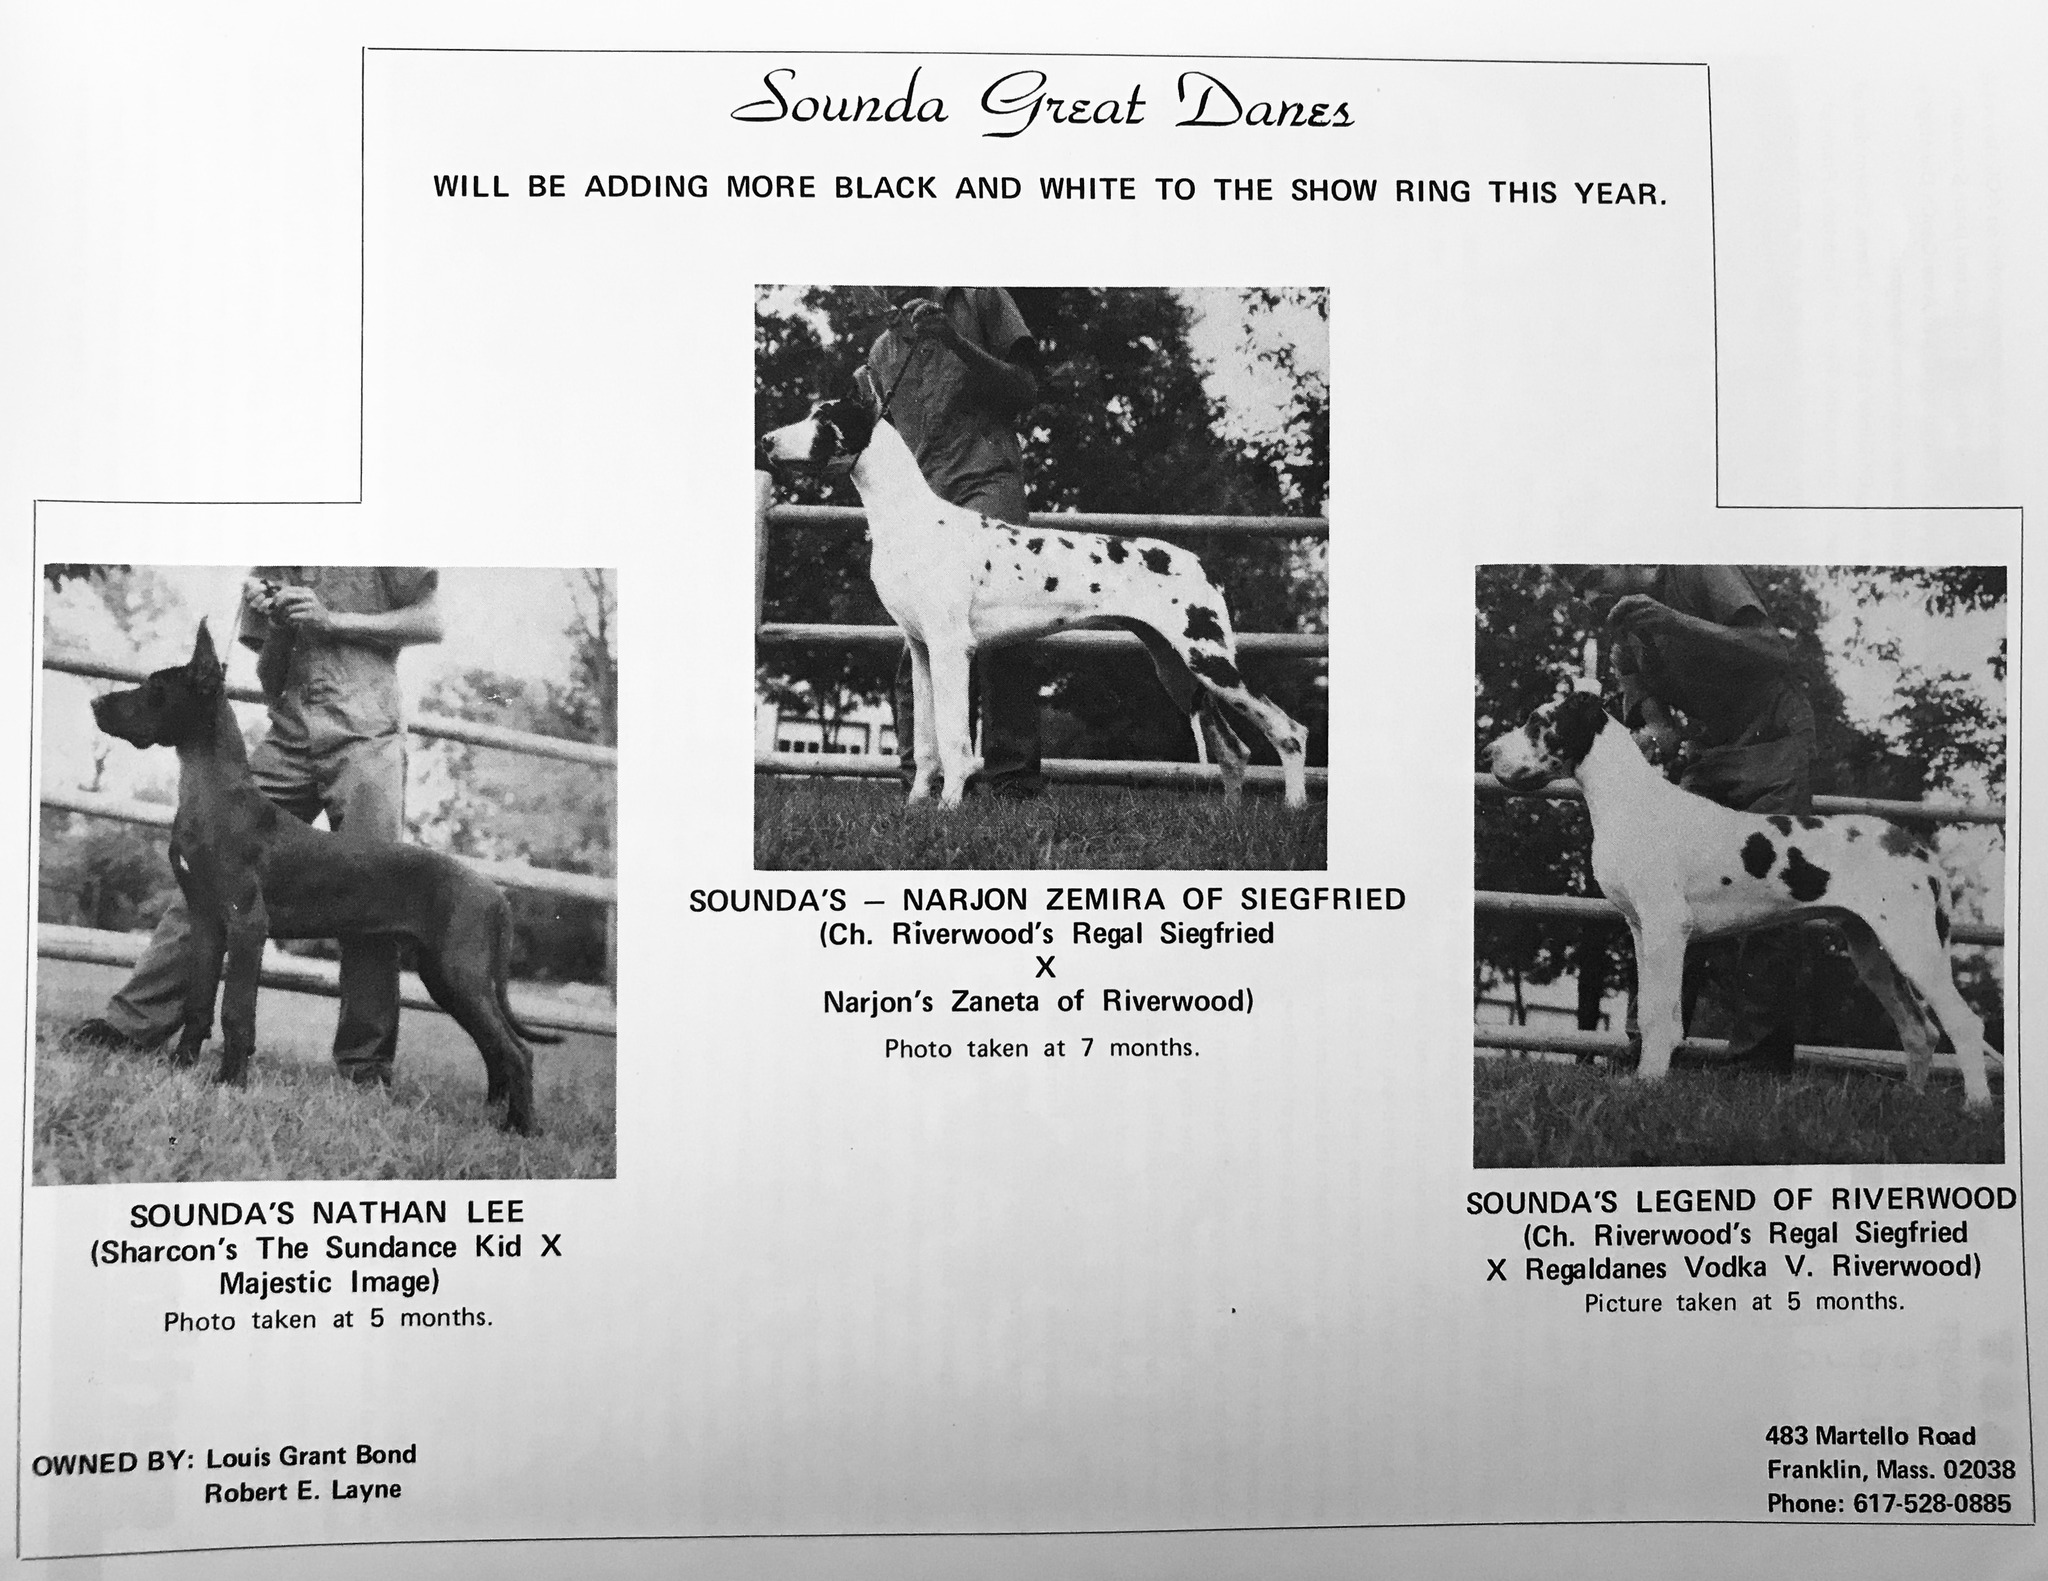 Sounda Great Danes
WILL BE ADDING MORE BLACK AND WHITE TO THE SHOW RING THIS YEAR.
SOUNDA'S — NARJON ZEMIRA OF SIEGFRIED
(Ch. Riverwood's Regal Siegfried
X
Narjon's Zaneta of Riverwood)
Photo taken at 7 months.
SOUNDA'S NATHAN LEE
(Sharcon's The Sundance Kid X
Majestic Image)
Photo taken at 5 months.
SOUNDA'S LEGEND OF RIVERWOOD
(Ch. Riverwood's Regal Siegfried
X Regaldanes Vodka V. Riverwood)
Picture taken at 5 months.
OWNED BY: Louis Grant Bond
Robert E. Layne
483 Martello Road
Franklin, Mass. 02038
Phone: 617-528-0885